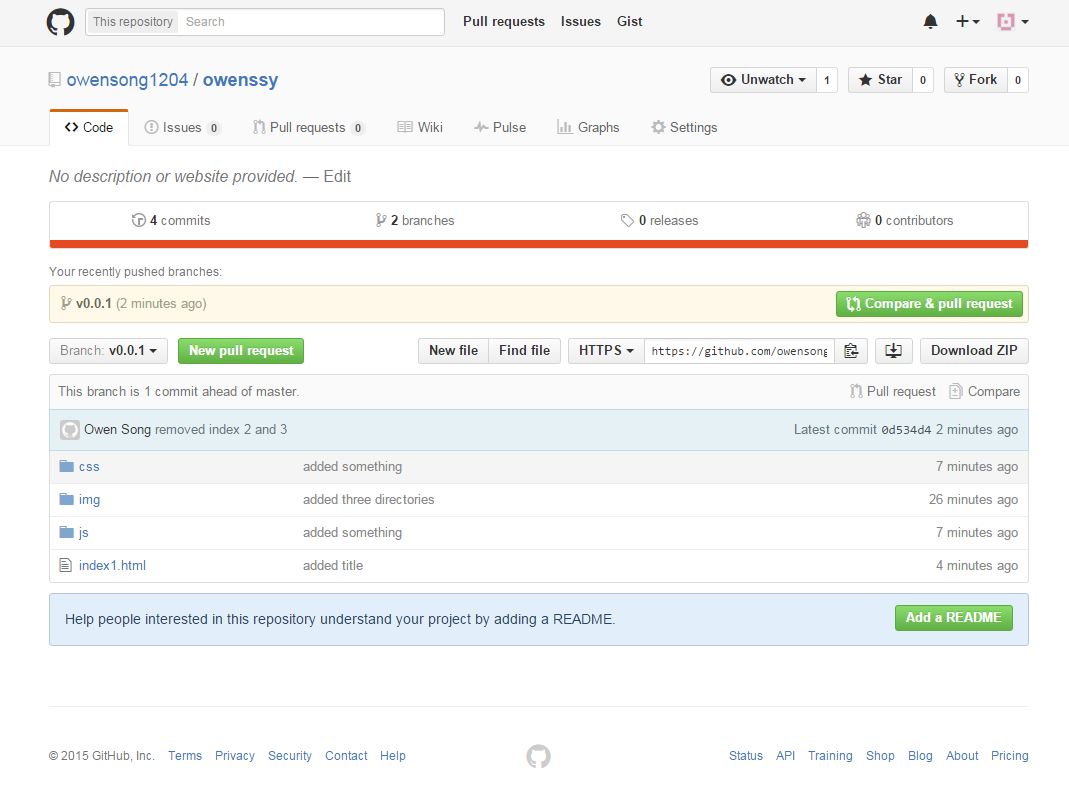 This repository Search Pull requests Issues Gist
owensong1204 / owenssy Unwatch 1 Star 0 Fork 0
Code Issues 0 Pull requests 0 Wiki Pulse Graphs Settings
No description or website provided. — Edit
4 commits 2 branches 0 releases 0 contributors
Your recently pushed branches:
v0.0.1 (2 minutes ago) Compare & pull request
Branch: v0.0.1 New pull request New file Find file HTTPS https://github.com/owensong Download ZIP
This branch is 1 commit ahead of master. Pull request Compare
Owen Song removed index 2 and 3 Latest commit 0d534d4 2 minutes ago
css added something 7 minutes ago
img added three directories 26 minutes ago
js added something 7 minutes ago
index1.html added title 4 minutes ago
Help people interested in this repository understand your project by adding a README. Add a README
© 2015 GitHub, Inc. Terms Privacy Security Contact Help Status API Training Shop Blog About Pricing